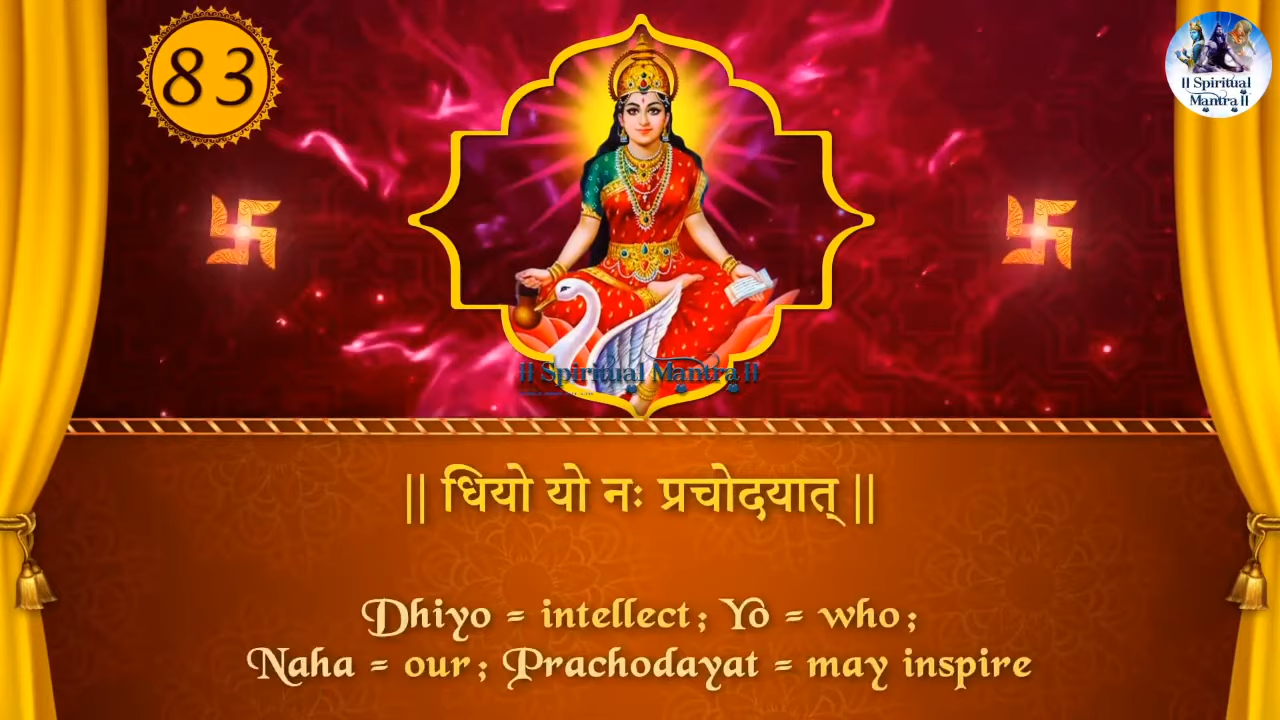 83
|| Spiritual
Mantra ||
|| Spiritual Mantra ||
|| धियो यो नः प्रचोदयात् ||
Dhiyo = intellect; Yo = who;
Naha = our; Prachodayat = may inspire